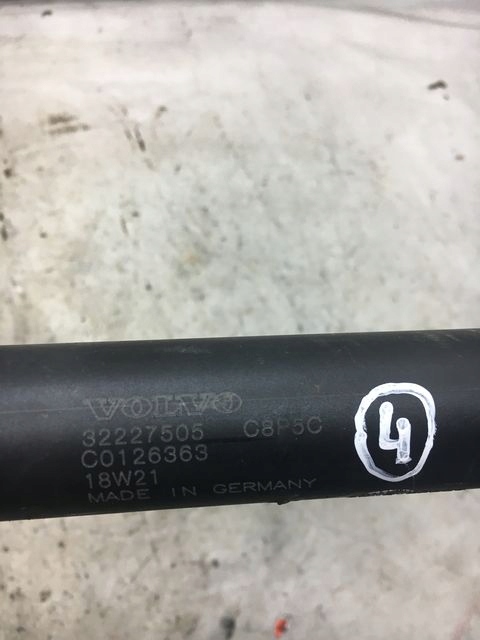 VOLVO
32227505 C8P5C
C0126363
18W21
MADE IN GERMANY
4